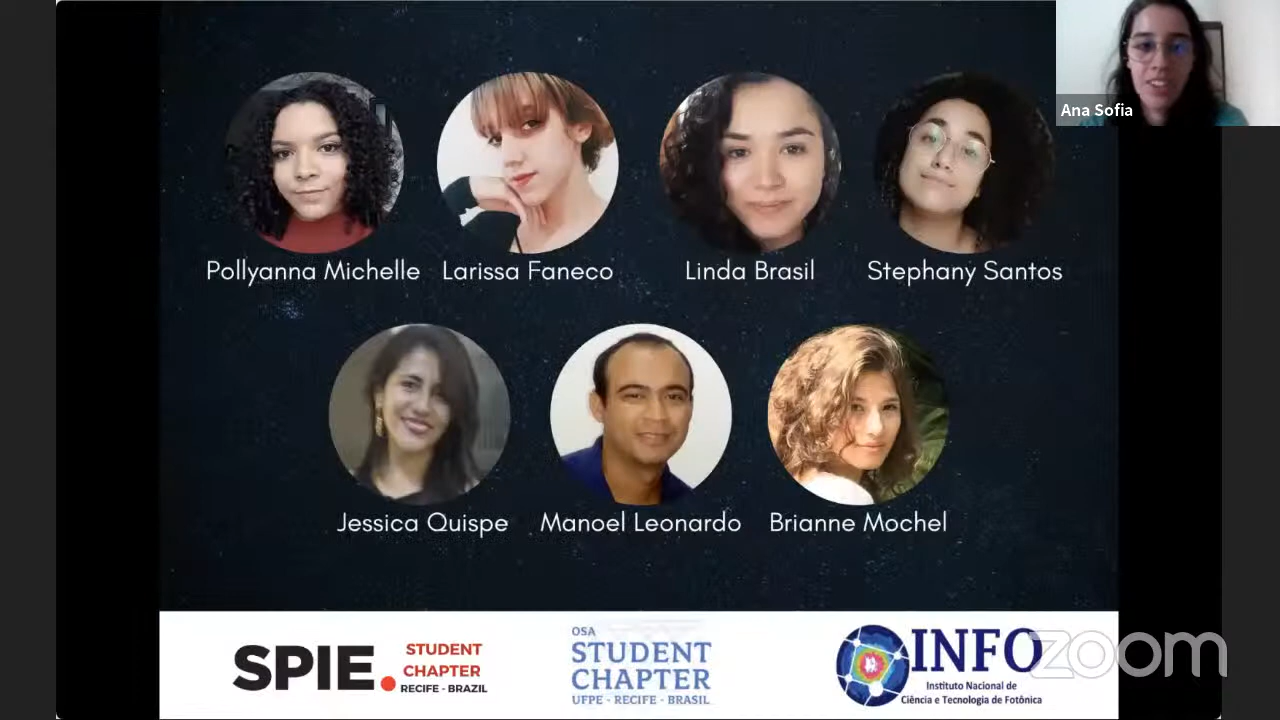 Ana Sofia
Pollyanna Michelle Larissa Faneco Linda Brasil Stephany Santos
Jessica Quispe Manoel Leonardo Brianne Mochel
SPIE. STUDENT
CHAPTER
RECIFE - BRAZIL
OSA
STUDENT
CHAPTER
UFPE - RECIFE - BRASIL
INFO
Instituto Nacional de
Ciência e Tecnologia de Fotônica
zoom